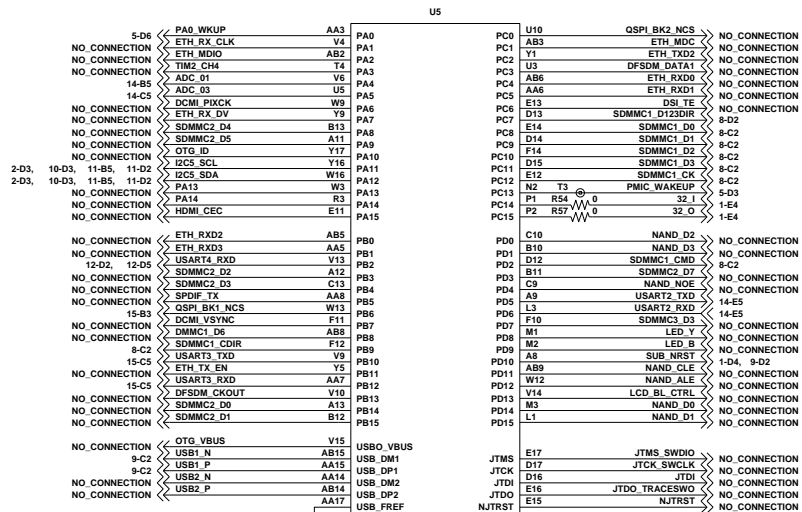 U5
5-D6 PA0_WKUP AA3 PA0 PC0 U10 QSPI_BK2_NCS NO_CONNECTION
NO_CONNECTION ETH_RX_CLK V4 PA1 PC1 AB3 ETH_MDC NO_CONNECTION
NO_CONNECTION ETH_MDIO AB2 PA2 PC2 Y1 ETH_TXD2 NO_CONNECTION
NO_CONNECTION TIM2_CH4 T4 PA3 PC3 U3 DFSDM_DATA1 NO_CONNECTION
14-B5 ADC_01 V6 PA4 PC4 AB6 ETH_RXD0 NO_CONNECTION
14-C5 ADC_03 U5 PA5 PC5 AA6 ETH_RXD1 NO_CONNECTION
NO_CONNECTION DCMI_PIXCK W9 PA6 PC6 E13 DSI_TE NO_CONNECTION
NO_CONNECTION ETH_RX_DV Y9 PA7 PC7 D13 SDMMC1_D123DIR 8-D2
NO_CONNECTION SDMMC2_D4 B13 PA8 PC8 E14 SDMMC1_D0 8-C2
NO_CONNECTION SDMMC2_D5 A11 PA9 PC9 D14 SDMMC1_D1 8-C2
NO_CONNECTION OTG_ID Y17 PA10 PC10 F14 SDMMC1_D2 8-C2
2-D3, 10-D3, 11-B5, 11-D2 I2C5_SCL Y16 PA11 PC11 D15 SDMMC1_D3 8-C2
2-D3, 10-D3, 11-B5, 11-D2 I2C5_SDA W16 PA12 PC12 E12 SDMMC1_CK 8-C2
NO_CONNECTION PA13 W3 PA13 PC13 N2 T3 PMIC_WAKEUP 5-D3
NO_CONNECTION PA14 R3 PA14 PC14 P1 R54 0 32_I 1-E4
NO_CONNECTION HDMI_CEC E11 PA15 PC15 P2 R57 0 32_O 1-E4
NO_CONNECTION ETH_RXD2 AB5 PB0 PD0 C10 NAND_D2 NO_CONNECTION
NO_CONNECTION ETH_RXD3 AA5 PB1 PD1 B10 NAND_D3 NO_CONNECTION
12-D2, 12-D5 USART4_RXD V13 PB2 PD2 D12 SDMMC1_CMD 8-C2
NO_CONNECTION SDMMC2_D2 A12 PB3 PD3 B11 SDMMC2_D7 NO_CONNECTION
NO_CONNECTION SDMMC2_D3 C13 PB4 PD4 C9 NAND_NOE NO_CONNECTION
NO_CONNECTION SPDIF_TX AA8 PB5 PD5 A9 USART2_TXD 14-E5
15-B3 QSPI_BK1_NCS W13 PB6 PD6 L3 USART2_RXD 14-E5
NO_CONNECTION DCMI_VSYNC F11 PB7 PD7 F10 SDMMC3_D3 NO_CONNECTION
NO_CONNECTION DMMC1_D6 AB8 PB8 PD8 M1 LED_Y NO_CONNECTION
8-C2 SDMMC1_CDIR F12 PB9 PD9 M2 LED_B NO_CONNECTION
15-C5 USART3_TXD V9 PB10 PD10 A8 SUB_NRST 1-D4, 9-D2
NO_CONNECTION ETH_TX_EN Y5 PB11 PD11 AB9 NAND_CLE NO_CONNECTION
15-C5 USART3_RXD AA7 PB12 PD12 W12 NAND_ALE NO_CONNECTION
NO_CONNECTION DFSDM_CKOUT V10 PB13 PD13 V14 LCD_BL_CTRL NO_CONNECTION
NO_CONNECTION SDMMC2_D0 A13 PB14 PD14 M3 NAND_D0 NO_CONNECTION
NO_CONNECTION SDMMC2_D1 B12 PB15 PD15 L1 NAND_D1 NO_CONNECTION
NO_CONNECTION OTG_VBUS V15 USBO_VBUS
9-C2 USB1_N AB15 USB_DM1 JTMS E17 JTMS_SWDIO NO_CONNECTION
9-C2 USB1_P AA15 USB_DP1 JTCK D17 JTCK_SWCLK NO_CONNECTION
NO_CONNECTION USB2_N AA14 USB_DM2 JTDI D16 JTDI NO_CONNECTION
NO_CONNECTION USB2_P AB14 USB_DP2 JTDO E16 JTDO_TRACESWO NO_CONNECTION
AA17 USB_FREF NJTRST E15 NJTRST NO_CONNECTION